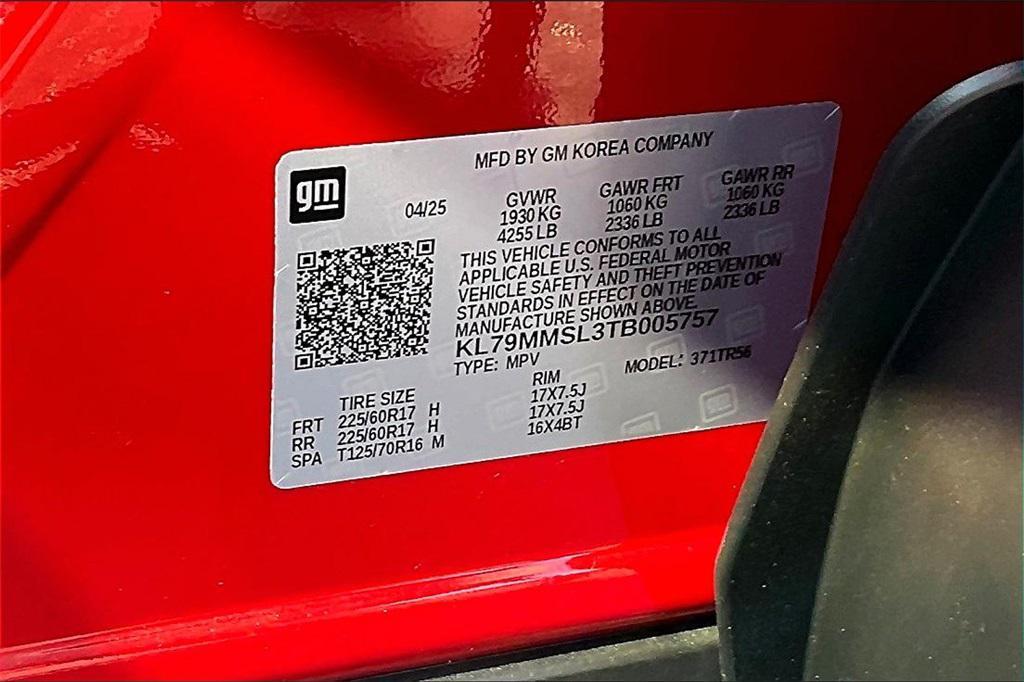 MFD BY GM KOREA COMPANY
gm
04/25
GVWR GAWR FRT GAWR RR
1930 KG 1060 KG 1060 KG
4255 LB 2336 LB 2336 LB
THIS VEHICLE CONFORMS TO ALL
APPLICABLE U.S. FEDERAL MOTOR
VEHICLE SAFETY AND THEFT PREVENTION
STANDARDS IN EFFECT ON THE DATE OF
MANUFACTURE SHOWN ABOVE.
KL79MMSL3TB005757
TYPE: MPV MODEL: 371TR56
TIRE SIZE RIM
FRT 225/60R17 H 17X7.5J
RR 225/60R17 H 17X7.5J
SPA T125/70R16 M 16X4BT